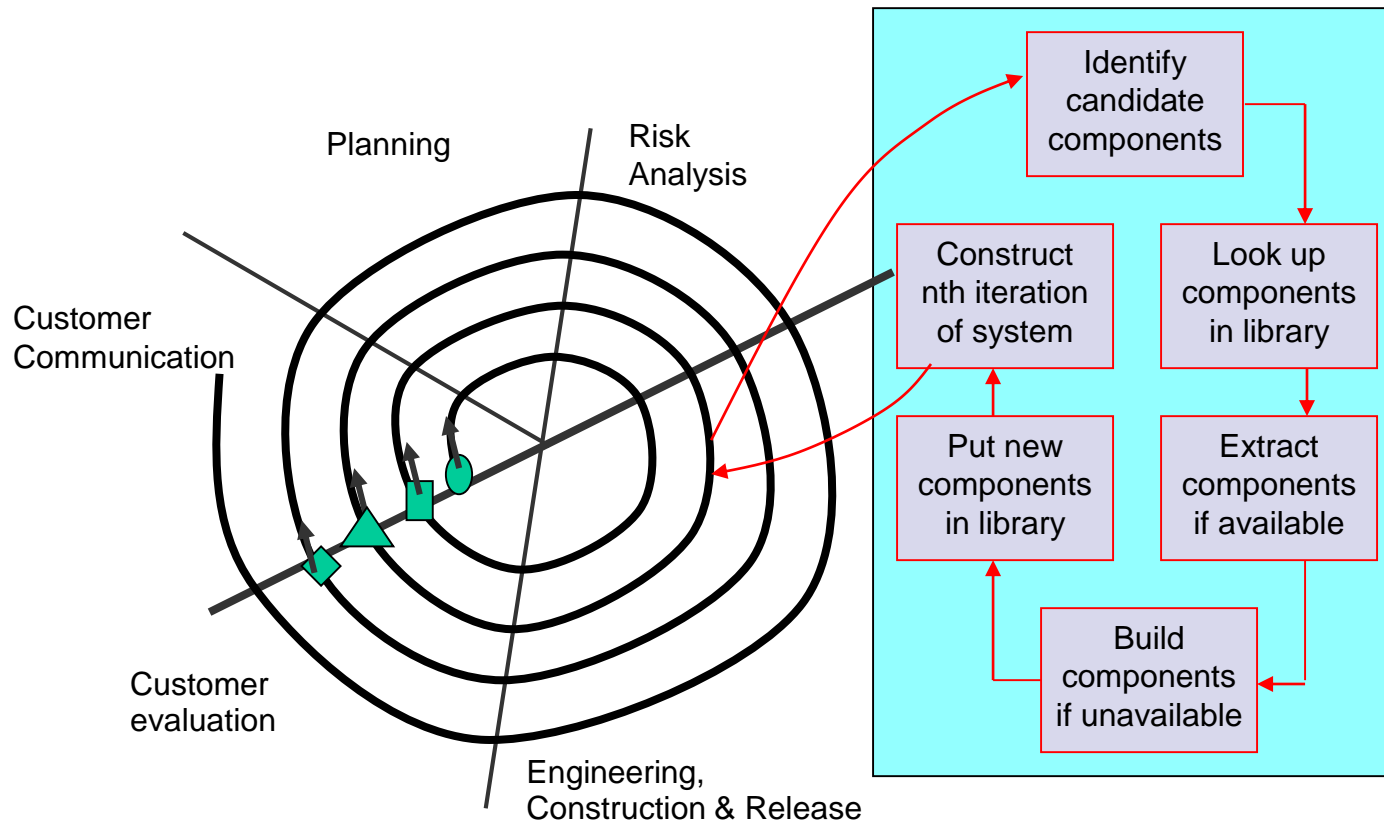 Planning
Risk
Analysis
Customer
Communication
Customer
evaluation
Engineering,
Construction & Release
Identify
candidate
components
Look up
components
in library
Extract
components
if available
Build
components
if unavailable
Put new
components
in library
Construct
nth iteration
of system